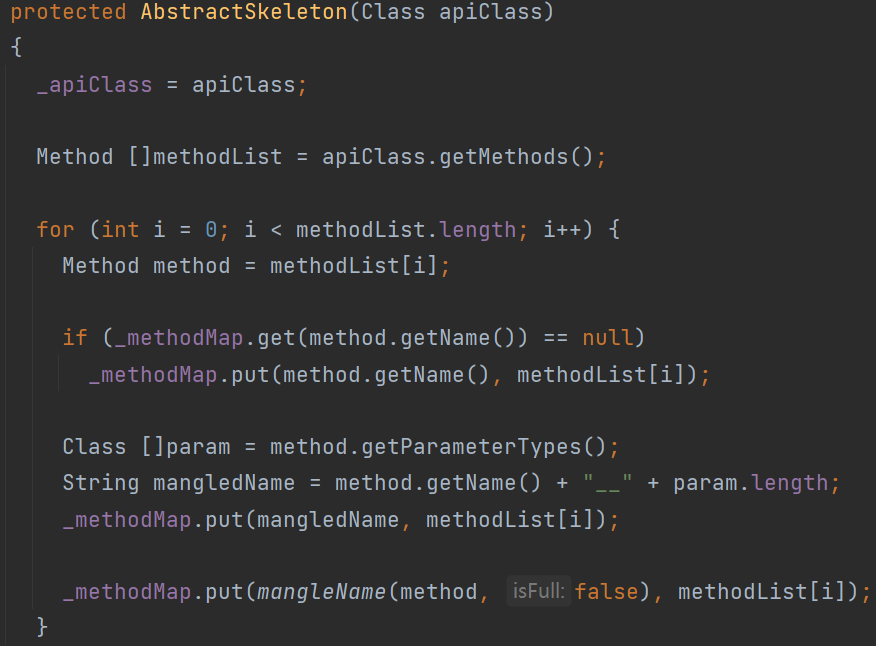 protected AbstractSkeleton(Class apiClass)
{
_apiClass = apiClass;
Method []methodList = apiClass.getMethods();
for (int i = 0; i < methodList.length; i++) {
Method method = methodList[i];
if (_methodMap.get(method.getName()) == null)
_methodMap.put(method.getName(), methodList[i]);
Class []param = method.getParameterTypes();
String mangledName = method.getName() + "__" + param.length;
_methodMap.put(mangledName, methodList[i]);
_methodMap.put(mangleName(method, isFull: false), methodList[i]);
}